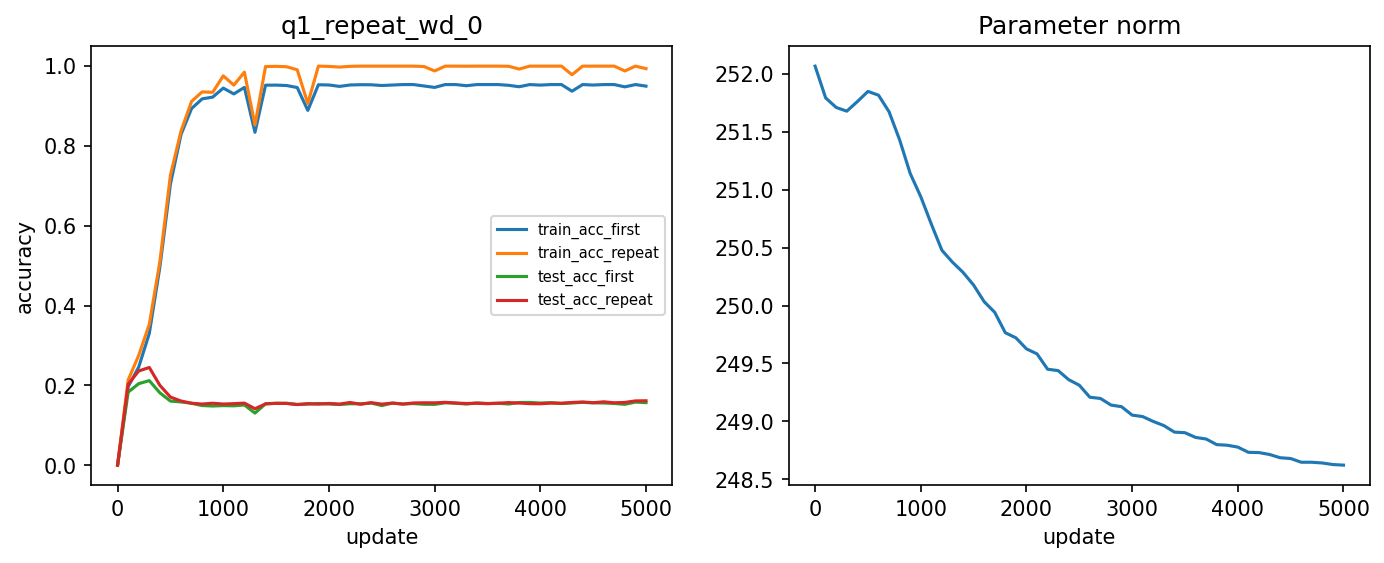 q1_repeat_wd_0
accuracy
1.0
0.8
0.6
0.4
0.2
0.0
train_acc_first
train_acc_repeat
test_acc_first
test_acc_repeat
0 1000 2000 3000 4000 5000
update
Parameter norm
252.0
251.5
251.0
250.5
250.0
249.5
249.0
248.5
0 1000 2000 3000 4000 5000
update